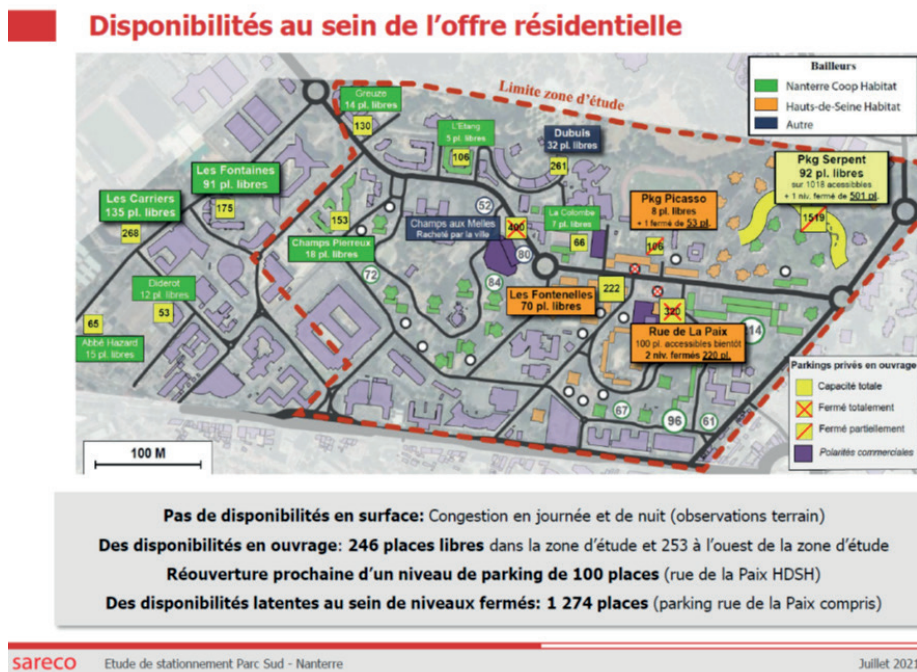 Disponibilités au sein de l'offre résidentielle
Limite zone d'étude
Bailleurs
Nanterre Coop Habitat
Hauts-de-Seine Habitat
Autre
Greuze
14 pl. libres
130
L'Etang
5 pl. libres
106
Dubuis
32 pl. libres
261
Pkg Serpent
92 pl. libres
sur 1018 acessibles
+ 1 niv. fermé de 501 pl.
1519
Les Fontaines
91 pl. libres
175
Les Carriers
135 pl. libres
268
153
Champs Pierreux
18 pl. libres
52
Champs aux Melles
Racheté par la ville
400
80
La Colombe
7 pl. libres
66
Pkg Picasso
8 pl. libres
+ 1 fermé de 53 pl.
106
Diderot
12 pl. libres
53
72
84
Les Fontenelles
70 pl. libres
222
320
Rue de La Paix
100 pl. accessibles bientôt
2 niv. fermés 220 pl.
65
Abbé Hazard
15 pl. libres
67
96
61
Parkings privés en ouvrage
Capacité totale
Fermé totalement
Fermé partiellement
Polarités commerciales
100 M
Pas de disponibilités en surface: Congestion en journée et de nuit (observations terrain)
Des disponibilités en ouvrage: 246 places libres dans la zone d'étude et 253 à l'ouest de la zone d'étude
Réouverture prochaine d'un niveau de parking de 100 places (rue de la Paix HDSH)
Des disponibilités latentes au sein de niveaux fermés: 1 274 places (parking rue de la Paix compris)
sareco Etude de stationnement Parc Sud - Nanterre Juillet 2021